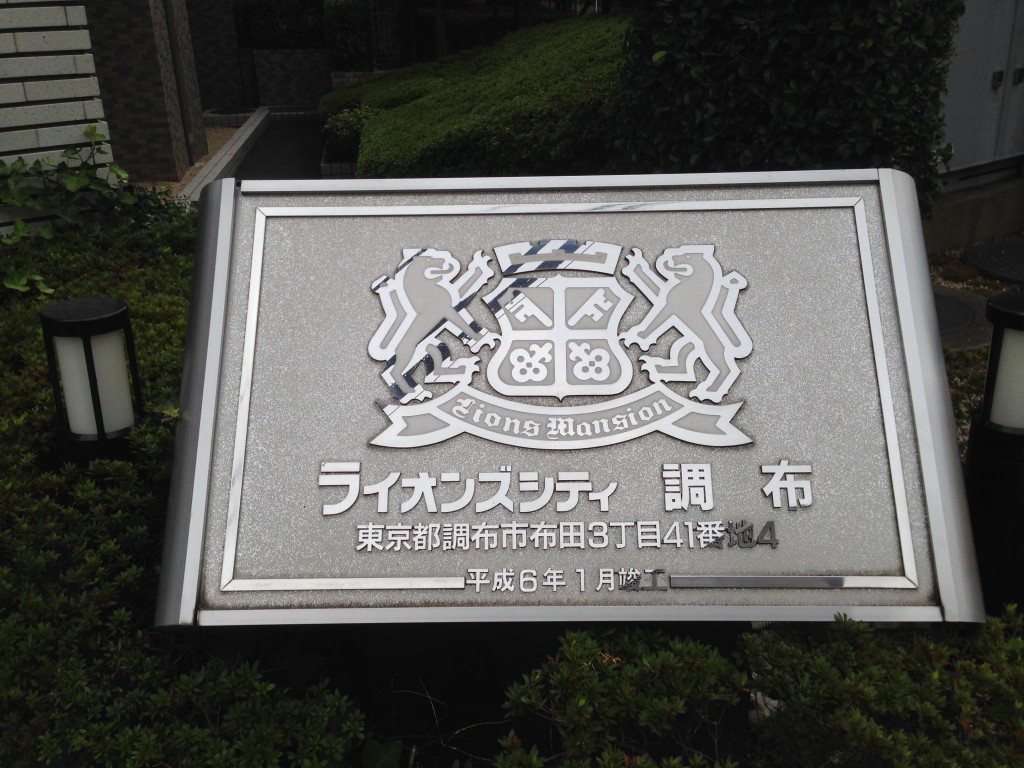 Lions Mansion
ライオンズシティ 調 布
東京都調布市布田3丁目41番地4
平成6年1月竣工